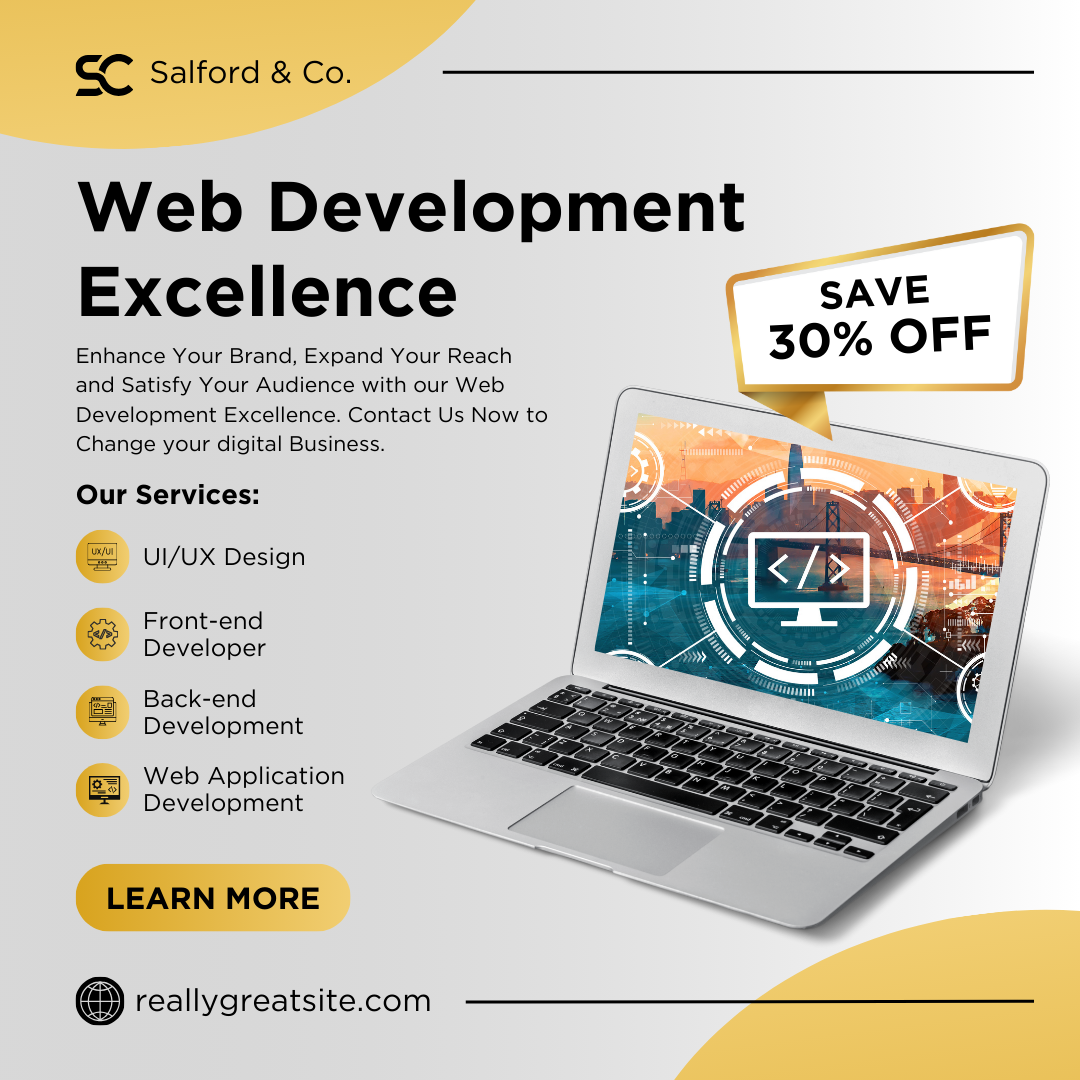 SC Salford & Co.
Web Development
Excellence
SAVE
30% OFF
Enhance Your Brand, Expand Your Reach
and Satisfy Your Audience with our Web
Development Excellence. Contact Us Now to
Change your digital Business.
Our Services:
UX/UI
UI/UX Design
</>
Front-end
Developer
Back-end
Development
Web Application
Development
</>
LEARN MORE
reallygreatsite.com